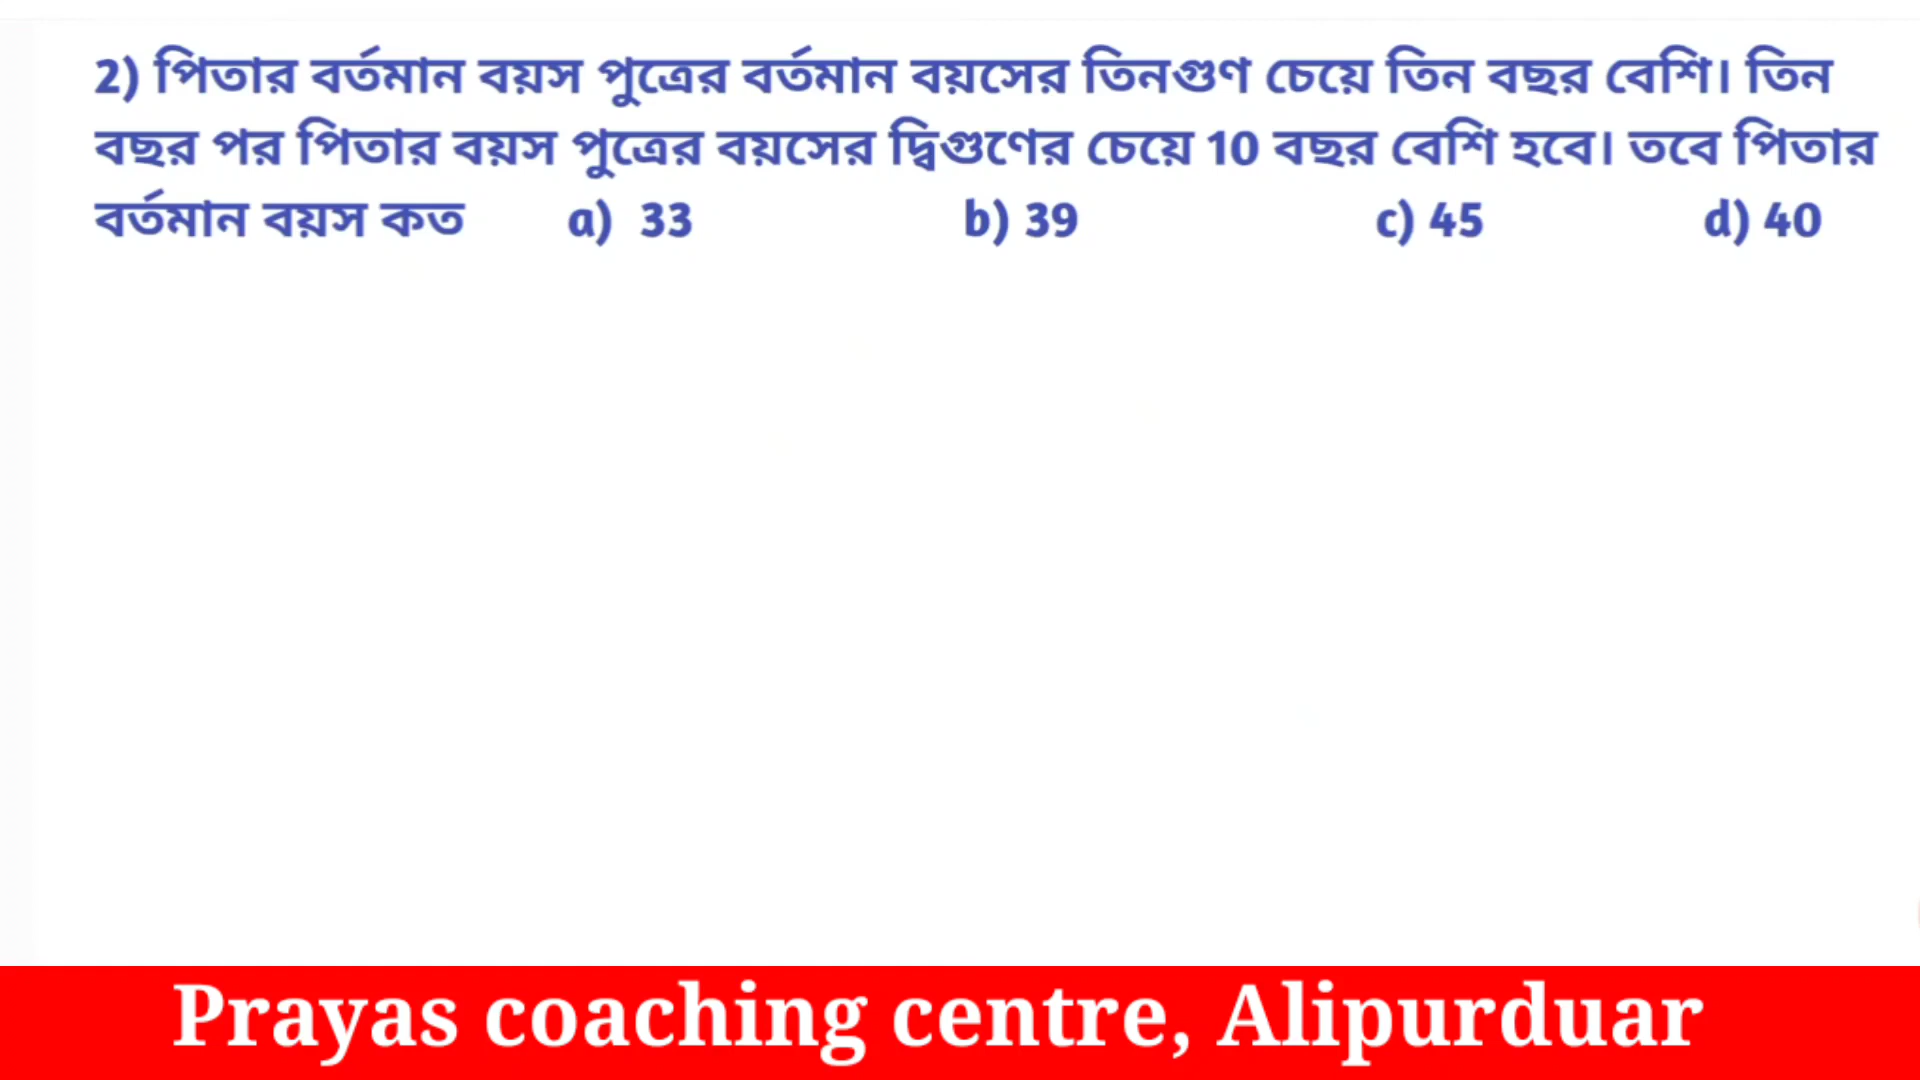 2) পিতার বর্তমান বয়স পুত্রের বর্তমান বয়সের তিনগুণ চেয়ে তিন বছর বেশি। তিন
বছর পর পিতার বয়স পুত্রের বয়সের দ্বিগুণের চেয়ে 10 বছর বেশি হবে। তবে পিতার
বর্তমান বয়স কত a) 33 b) 39 c) 45 d) 40
Prayas coaching centre, Alipurduar